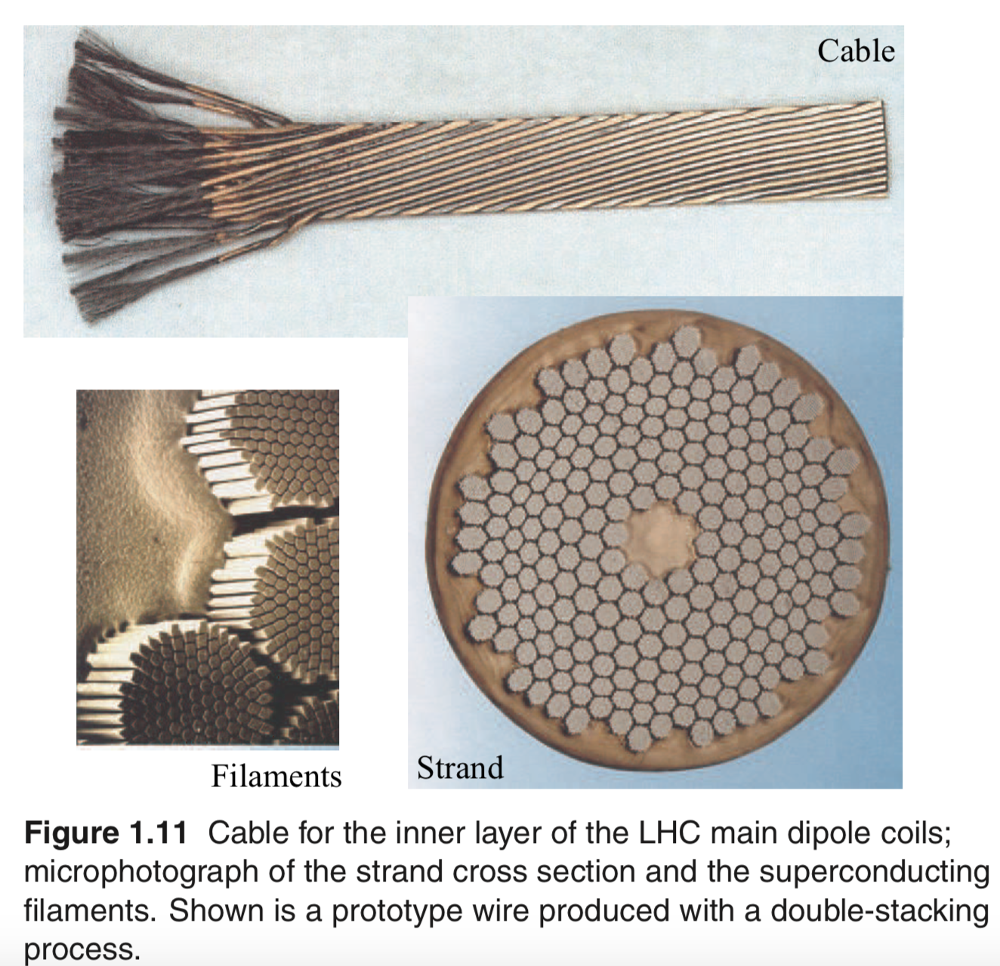 Cable
Filaments
Strand
Figure 1.11 Cable for the inner layer of the LHC main dipole coils;
microphotograph of the strand cross section and the superconducting
filaments. Shown is a prototype wire produced with a double-stacking
process.